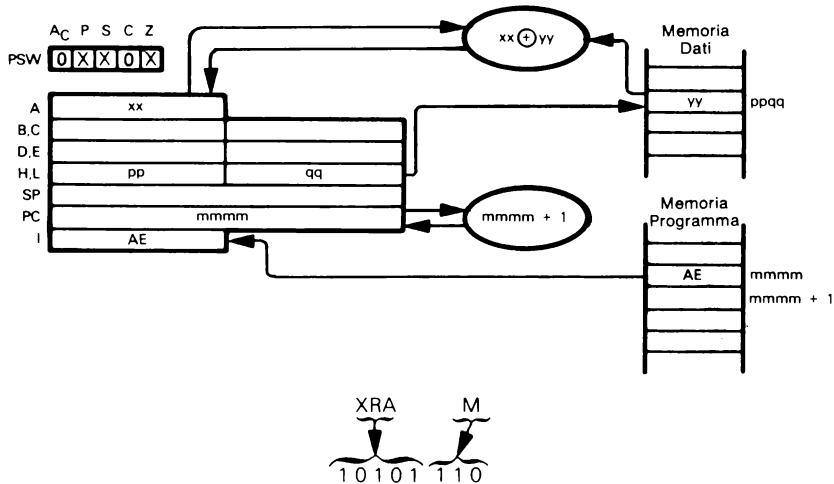 AC P S C Z
PSW 0 X X 0 X
xx ⊕ yy
Memoria
Dati
A xx
yy ppqq
B,C
D,E
H,L pp qq
SP
PC mmmm
mmmm + 1
I AE
Memoria
Programma
AE mmmm
mmmm + 1
XRA M
10101 110